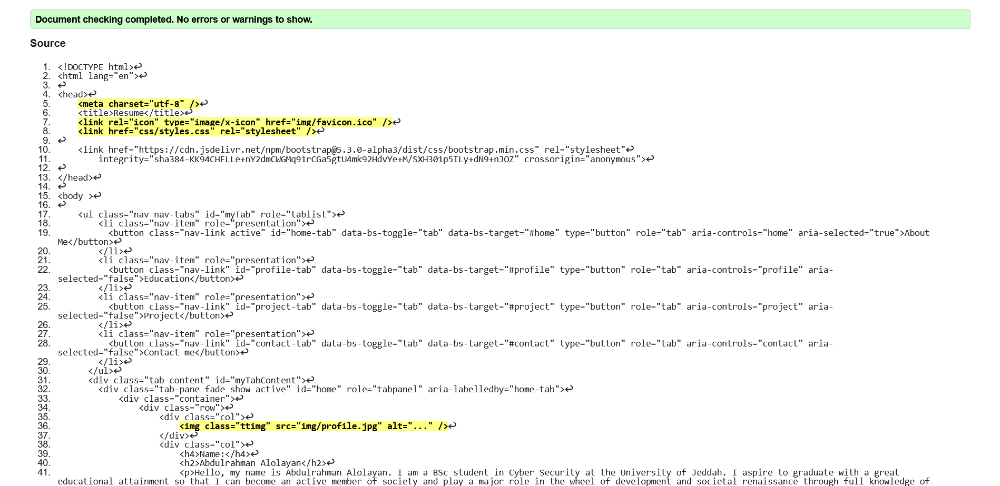 Document checking completed. No errors or warnings to show.
Source
1. <!DOCTYPE html>↩
2. <html lang="en">↩
3. ↩
4. <head>↩
5.     <meta charset="utf-8" />↩
6.     <title>Resume</title>↩
7.     <link rel="icon" type="image/x-icon" href="img/favicon.ico" />↩
8.     <link href="css/styles.css" rel="stylesheet" />↩
9. ↩
10.     <link href="https://cdn.jsdelivr.net/npm/bootstrap@5.3.0-alpha3/dist/css/bootstrap.min.css" rel="stylesheet"↩
11.         integrity="sha384-KK94CHFLLe+nY2dmCWGMq91rCGa5gtU4mk92HdvYe+M/SXH301p5ILy+dN9+nJOZ" crossorigin="anonymous">↩
12. ↩
13. </head>↩
14. ↩
15. <body >↩
16. ↩
17.     <ul class="nav nav-tabs" id="myTab" role="tablist">↩
18.         <li class="nav-item" role="presentation">↩
19.           <button class="nav-link active" id="home-tab" data-bs-toggle="tab" data-bs-target="#home" type="button" role="tab" aria-controls="home" aria-selected="true">About
Me</button>↩
20.         </li>↩
21.         <li class="nav-item" role="presentation">↩
22.           <button class="nav-link" id="profile-tab" data-bs-toggle="tab" data-bs-target="#profile" type="button" role="tab" aria-controls="profile" aria-
selected="false">Education</button>↩
23.         </li>↩
24.         <li class="nav-item" role="presentation">↩
25.           <button class="nav-link" id="project-tab" data-bs-toggle="tab" data-bs-target="#project" type="button" role="tab" aria-controls="project" aria-
selected="false">Project</button>↩
26.         </li>↩
27.         <li class="nav-item" role="presentation">↩
28.           <button class="nav-link" id="contact-tab" data-bs-toggle="tab" data-bs-target="#contact" type="button" role="tab" aria-controls="contact" aria-
selected="false">Contact me</button>↩
29.         </li>↩
30.       </ul>↩
31.       <div class="tab-content" id="myTabContent">↩
32.         <div class="tab-pane fade show active" id="home" role="tabpanel" aria-labelledby="home-tab">↩
33.             <div class="container">↩
34.                 <div class="row">↩
35.                     <div class="col">↩
36.                         <img class="ttimg" src="img/profile.jpg" alt="..." />↩
37.                     </div>↩
38.                     <div class="col">↩
39.                         <h4>Name:</h4>↩
40.                         <h2>Abdulrahman Alolayan</h2>↩
41.                         <p>Hello, my name is Abdulrahman Alolayan. I am a BSc student in Cyber Security at the University of Jeddah. I aspire to graduate with a great
educational attainment so that I can become an active member of society and play a major role in the wheel of development and societal renaissance through full knowledge of